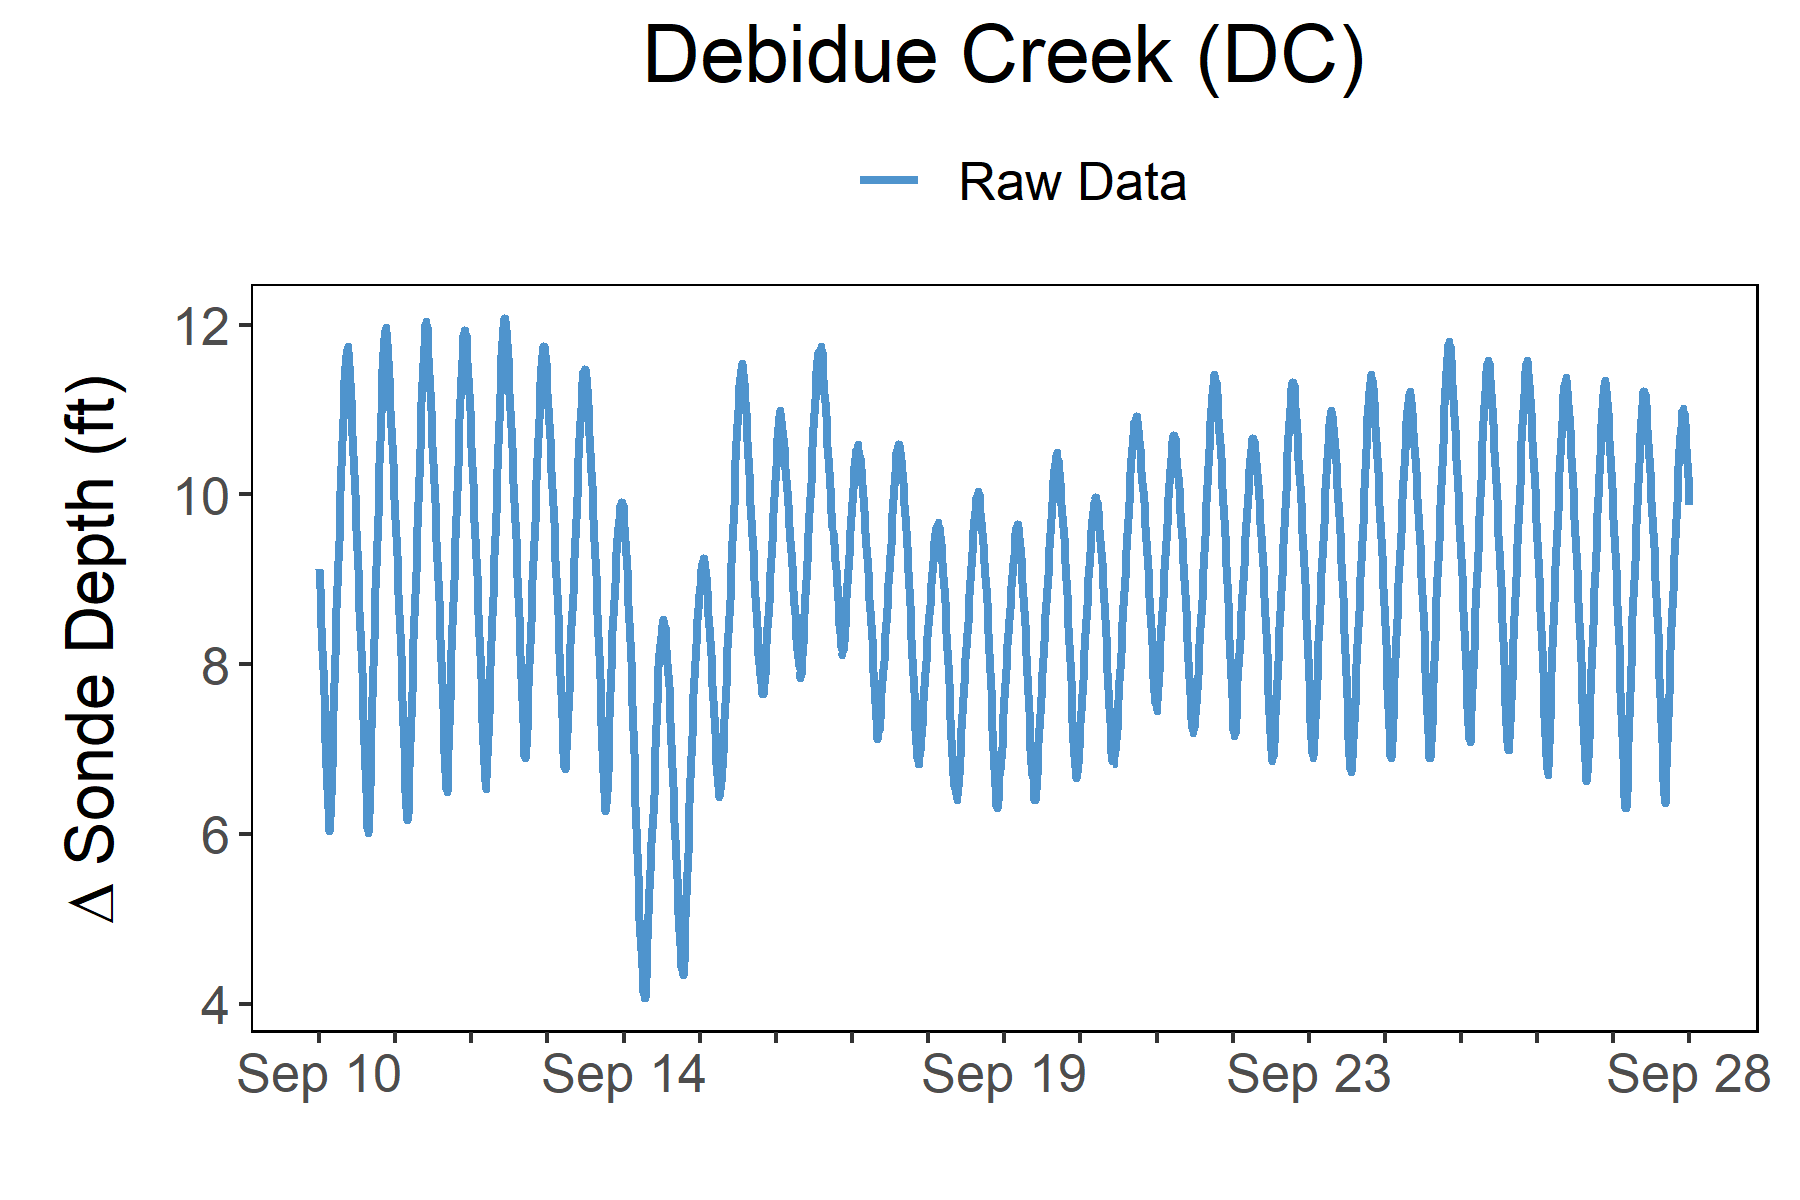 Debidue Creek (DC)
Raw Data
Δ Sonde Depth (ft)
12
10
8
6
4
Sep 10 Sep 14 Sep 19 Sep 23 Sep 28